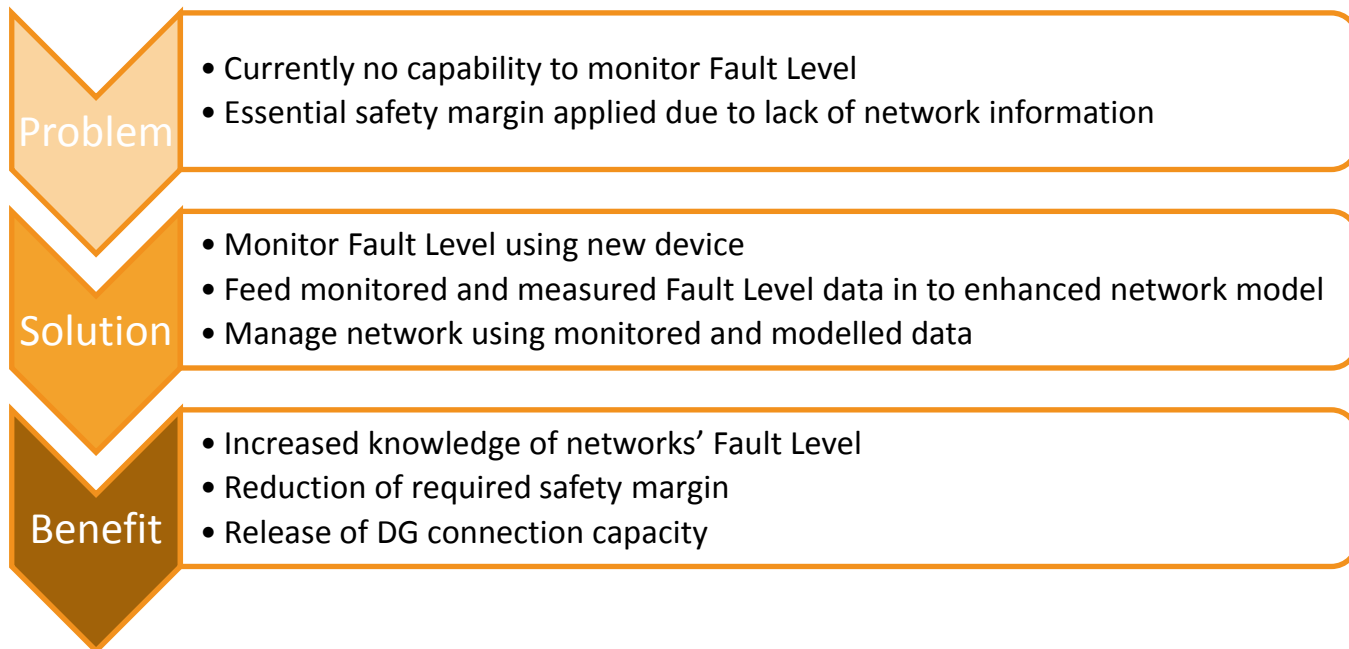 Problem
• Currently no capability to monitor Fault Level
• Essential safety margin applied due to lack of network information
Solution
• Monitor Fault Level using new device
• Feed monitored and measured Fault Level data in to enhanced network model
• Manage network using monitored and modelled data
Benefit
• Increased knowledge of networks’ Fault Level
• Reduction of required safety margin
• Release of DG connection capacity